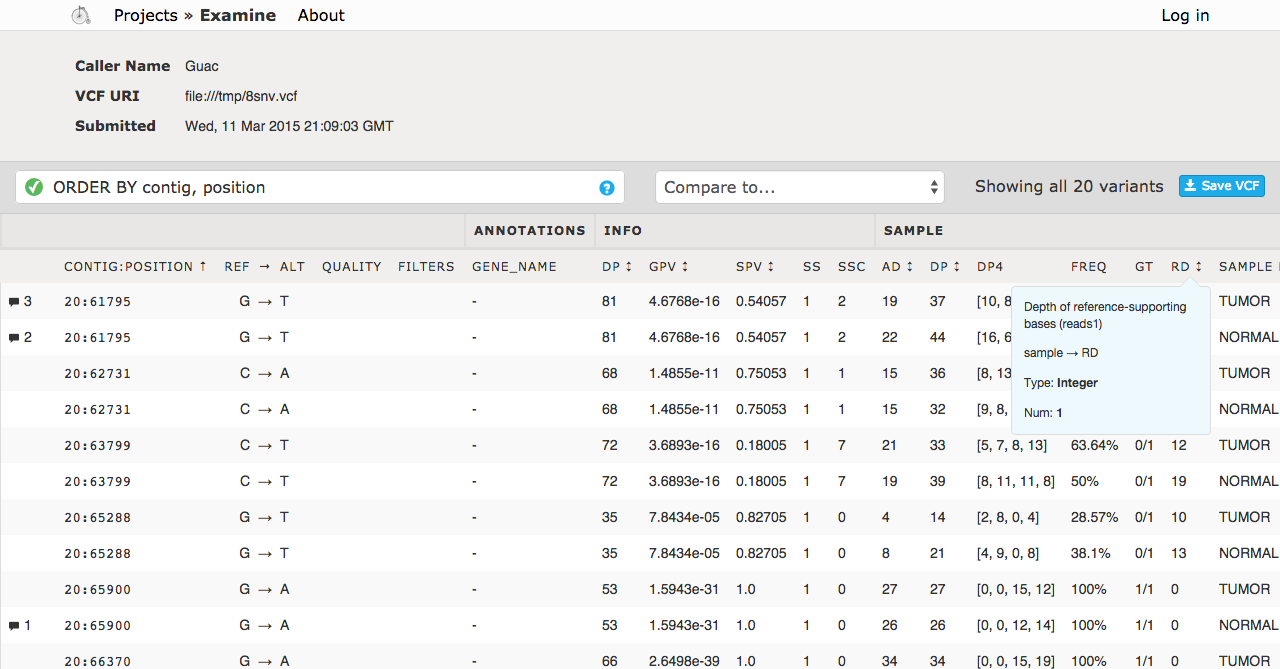 Projects » Examine About Log in
Caller Name Guac
VCF URI file:///tmp/8snv.vcf
Submitted Wed, 11 Mar 2015 21:09:03 GMT
ORDER BY contig, position ? Compare to... Showing all 20 variants Save VCF
ANNOTATIONS INFO SAMPLE
CONTIG:POSITION ↑ REF → ALT QUALITY FILTERS GENE_NAME DP ↕ GPV ↕ SPV ↕ SS SSC AD ↕ DP ↕ DP4 FREQ GT RD ↕ SAMPLE
3 20:61795 G → T - 81 4.6768e-16 0.54057 1 2 19 37 [10, 8 TUMOR
2 20:61795 G → T - 81 4.6768e-16 0.54057 1 2 22 44 [16, 6 NORMAL
20:62731 C → A - 68 1.4855e-11 0.75053 1 1 15 36 [8, 13 TUMOR
20:62731 C → A - 68 1.4855e-11 0.75053 1 1 15 32 [9, 8, NORMAL
Depth of reference-supporting
bases (reads1)
sample → RD
Type: Integer
Num: 1
20:63799 C → T - 72 3.6893e-16 0.18005 1 7 21 33 [5, 7, 8, 13] 63.64% 0/1 12 TUMOR
20:63799 C → T - 72 3.6893e-16 0.18005 1 7 19 39 [8, 11, 11, 8] 50% 0/1 19 NORMAL
20:65288 G → T - 35 7.8434e-05 0.82705 1 0 4 14 [2, 8, 0, 4] 28.57% 0/1 10 TUMOR
20:65288 G → T - 35 7.8434e-05 0.82705 1 0 8 21 [4, 9, 0, 8] 38.1% 0/1 13 NORMAL
20:65900 G → A - 53 1.5943e-31 1.0 1 0 27 27 [0, 0, 15, 12] 100% 1/1 0 TUMOR
1 20:65900 G → A - 53 1.5943e-31 1.0 1 0 26 26 [0, 0, 12, 14] 100% 1/1 0 NORMAL
20:66370 G → A - 66 2.6498e-39 1.0 1 0 34 34 [0, 0, 15, 19] 100% 1/1 0 TUMOR